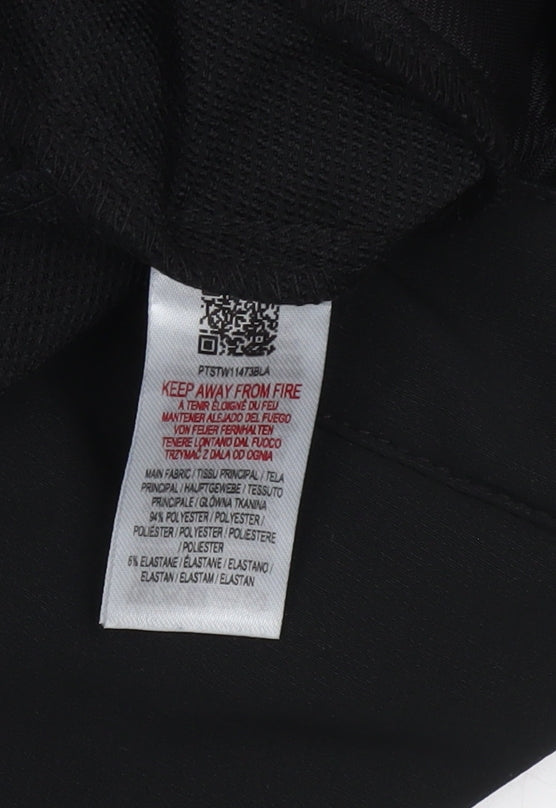 PTSTW11473BLA
KEEP AWAY FROM FIRE
A TENIR ÉLOIGNÉ DU FEU
MANTENER ALEJADO DEL FUEGO
VON FEUER FERNHALTEN
TENERE LONTANO DAL FUOCO
TRZYMAĆ Z DALA OD OGNIA
MAIN FABRIC / TISSU PRINCIPAL / TELA
PRINCIPAL / HAUPTGEWEBE / TESSUTO
PRINCIPALE / GŁÓWNA TKANINA
94% POLYESTER / POLYESTER /
POLIÉSTER / POLYESTER / POLIESTERE
/ POLIESTER
6% ELASTANE / ÉLASTANE / ELASTANO /
ELASTAN / ELASTAM / ELASTAN